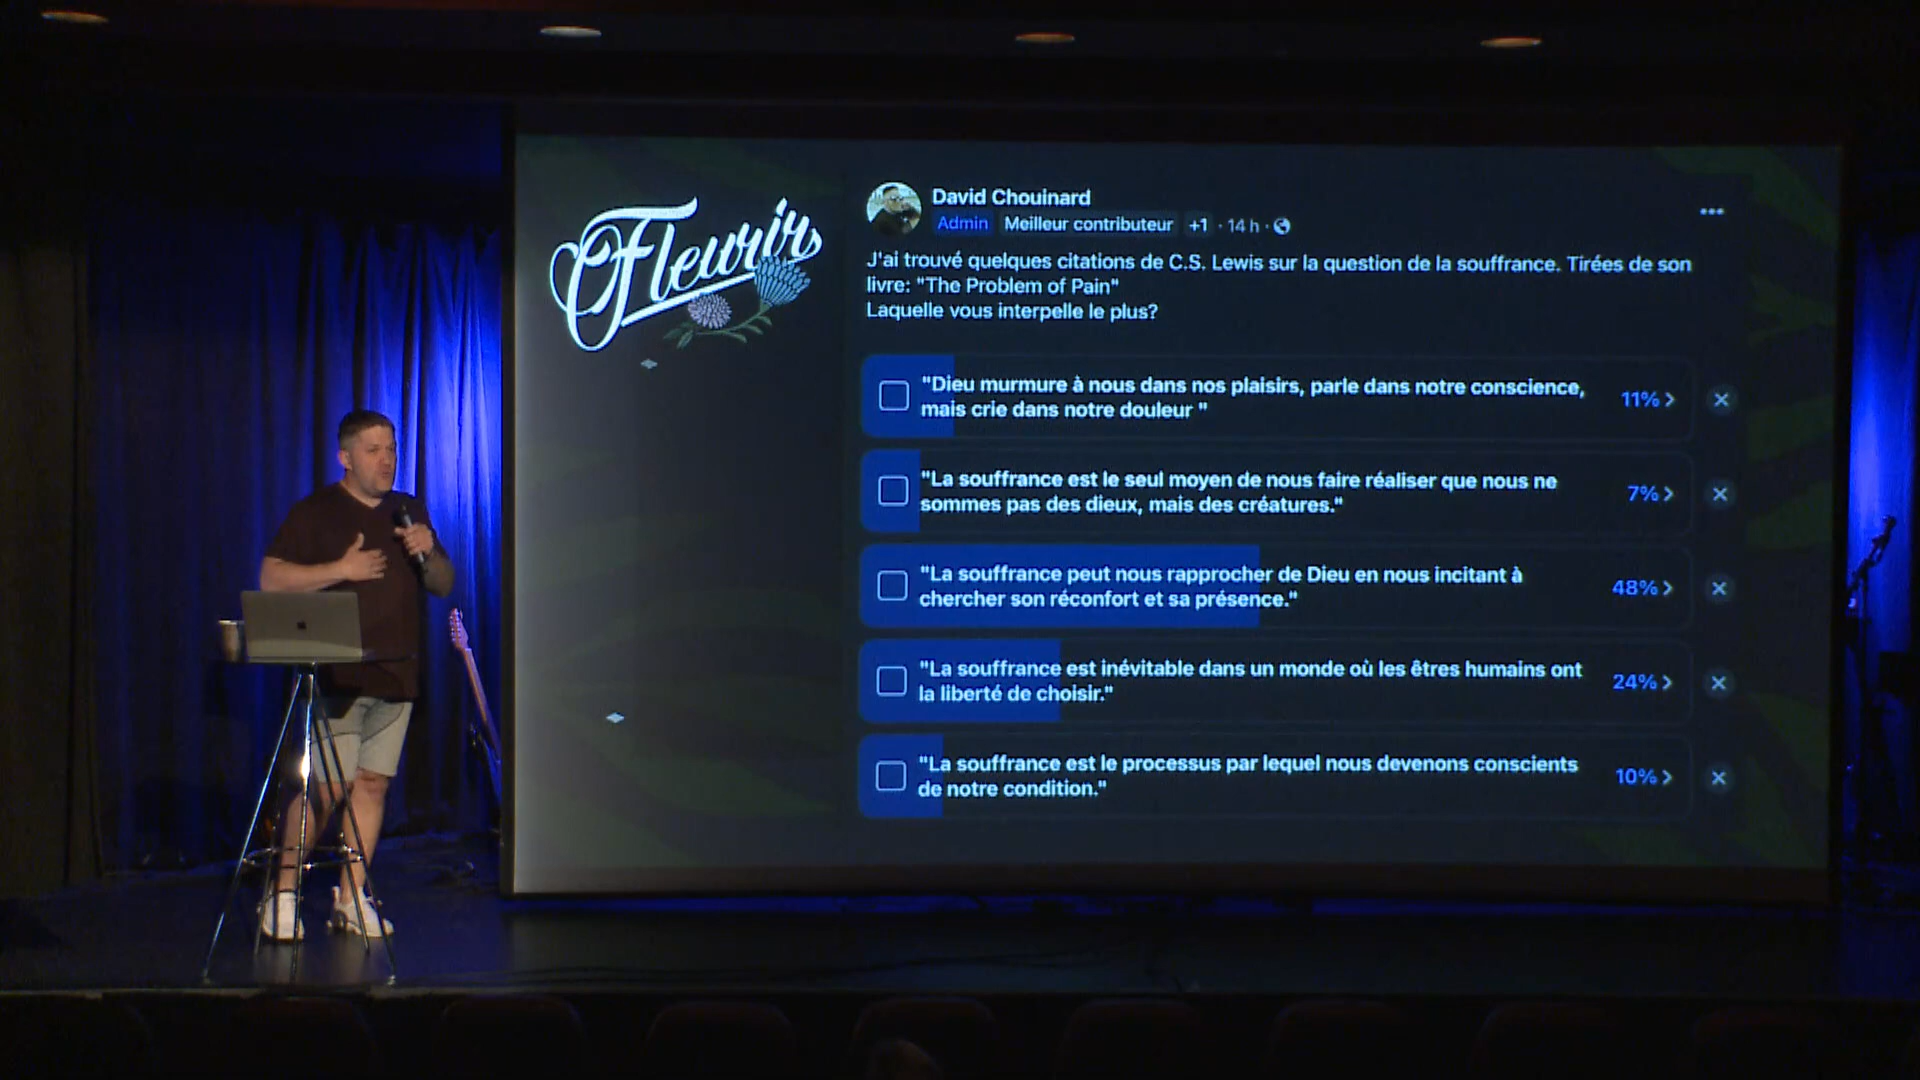 Fleurir
David Chouinard
Admin Meilleur contributeur +1 · 14 h ·
J'ai trouvé quelques citations de C.S. Lewis sur la question de la souffrance. Tirées de son
livre: "The Problem of Pain"
Laquelle vous interpelle le plus?
"Dieu murmure à nous dans nos plaisirs, parle dans notre conscience,
mais crie dans notre douleur "
11%
"La souffrance est le seul moyen de nous faire réaliser que nous ne
sommes pas des dieux, mais des créatures."
7%
"La souffrance peut nous rapprocher de Dieu en nous incitant à
chercher son réconfort et sa présence."
48%
"La souffrance est inévitable dans un monde où les êtres humains ont
la liberté de choisir."
24%
"La souffrance est le processus par lequel nous devenons conscients
de notre condition."
10%